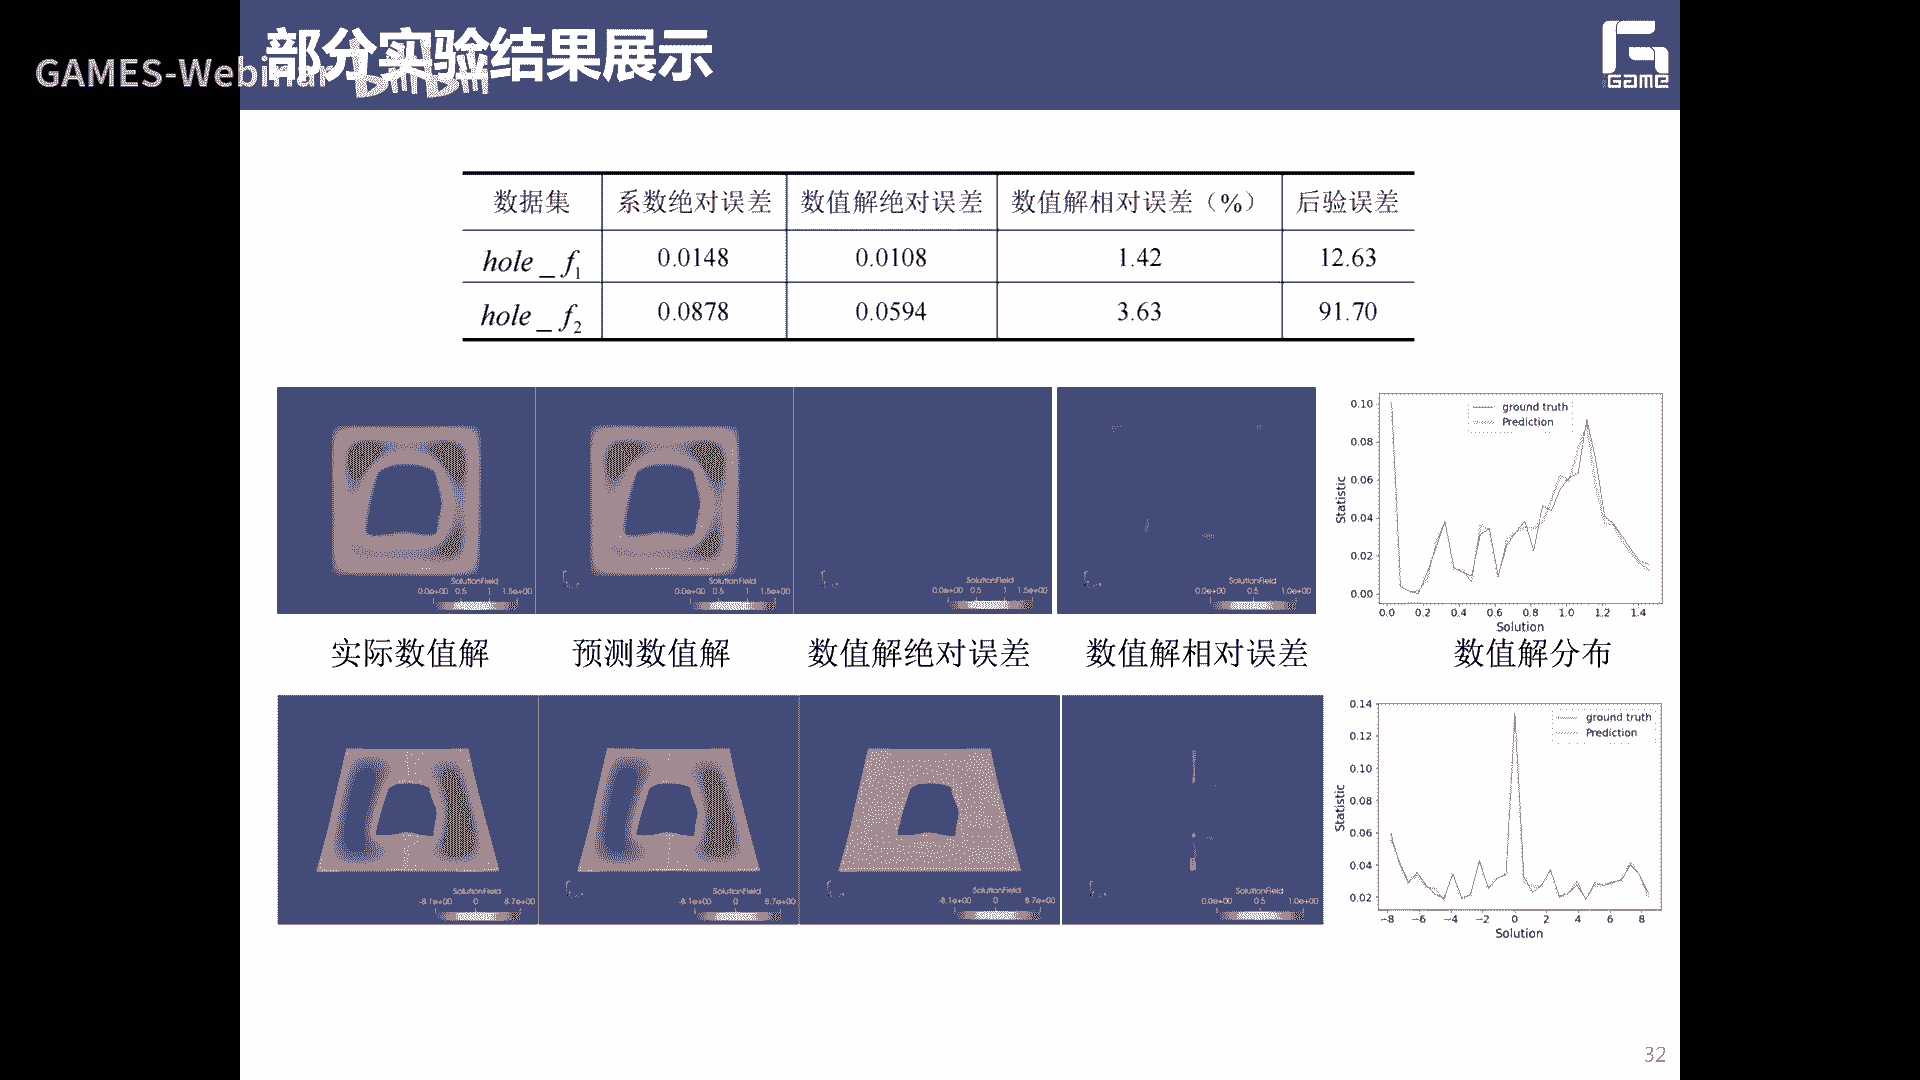 部分实验结果展示
GAMES-Webinar
GAME
数据集 系数绝对误差 数值解绝对误差 数值解相对误差（%） 后验误差
hole_f₁ 0.0148 0.0108 1.42 12.63
hole_f₂ 0.0878 0.0594 3.63 91.70
SolutionField
0.0e+00 0.5 1 1.5e+00
SolutionField
0.0e+00 0.5 1 1.5e+00
SolutionField
0.0e+00 0.5 1 1.5e+00
SolutionField
0.0e+00 0.5 1.0e+00
ground truth
Prediction
0.10
0.08
0.06
0.04
0.02
0.00
Statistic
0.0 0.2 0.4 0.6 0.8 1.0 1.2 1.4
Solution
实际数值解 预测数值解 数值解绝对误差 数值解相对误差 数值解分布
SolutionField
-8.1e+00 0 8.7e+00
SolutionField
-8.1e+00 0 8.7e+00
SolutionField
-8.1e+00 0 8.7e+00
SolutionField
0.0e+00 0.5 1.0e+00
ground truth
Prediction
0.14
0.12
0.10
0.08
0.06
0.04
0.02
Statistic
−8 −6 −4 −2 0 2 4 6 8
Solution
32